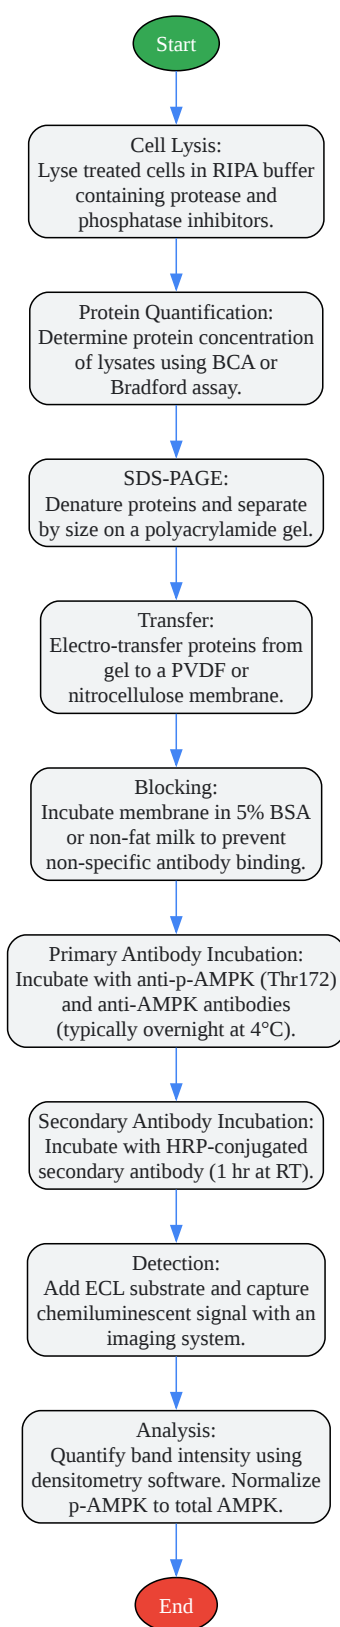 Start
Cell Lysis:
Lyse treated cells in RIPA buffer
containing protease and
phosphatase inhibitors.
Protein Quantification:
Determine protein concentration
of lysates using BCA or
Bradford assay.
SDS-PAGE:
Denature proteins and separate
by size on a polyacrylamide gel.
Transfer:
Electro-transfer proteins from
gel to a PVDF or
nitrocellulose membrane.
Blocking:
Incubate membrane in 5% BSA
or non-fat milk to prevent
non-specific antibody binding.
Primary Antibody Incubation:
Incubate with anti-p-AMPK (Thr172)
and anti-AMPK antibodies
(typically overnight at 4°C).
Secondary Antibody Incubation:
Incubate with HRP-conjugated
secondary antibody (1 hr at RT).
Detection:
Add ECL substrate and capture
chemiluminescent signal with an
imaging system.
Analysis:
Quantify band intensity using
densitometry software. Normalize
p-AMPK to total AMPK.
End